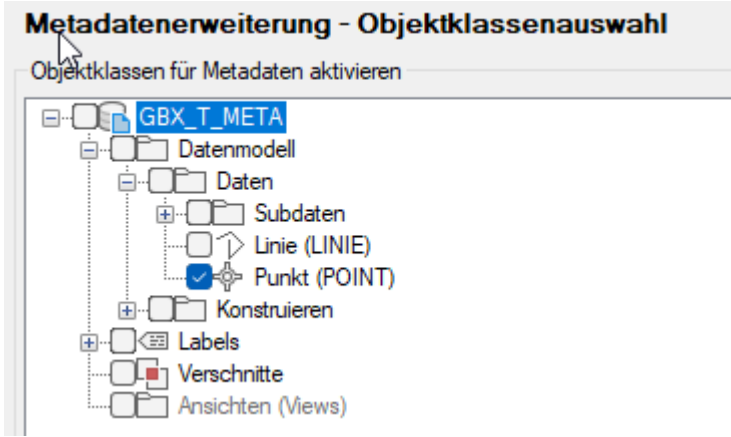 Metadatenerweiterung - Objektklassenauswahl
Objektklassen für Metadaten aktivieren
GBX_T_META
Datenmodell
Daten
Subdaten
Linie (LINIE)
Punkt (POINT)
Konstruieren
Labels
Verschnitte
Ansichten (Views)